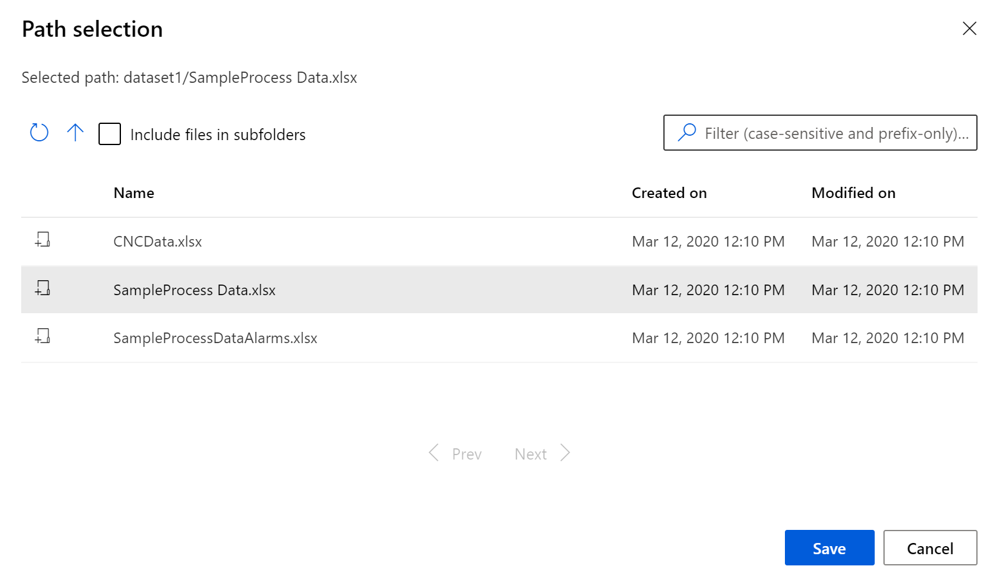 Path selection
Selected path: dataset1/SampleProcess Data.xlsx
Include files in subfolders
Filter (case-sensitive and prefix-only)...
Name Created on Modified on
CNCData.xlsx Mar 12, 2020 12:10 PM Mar 12, 2020 12:10 PM
SampleProcess Data.xlsx Mar 12, 2020 12:10 PM Mar 12, 2020 12:10 PM
SampleProcessDataAlarms.xlsx Mar 12, 2020 12:10 PM Mar 12, 2020 12:10 PM
Prev Next
Save Cancel